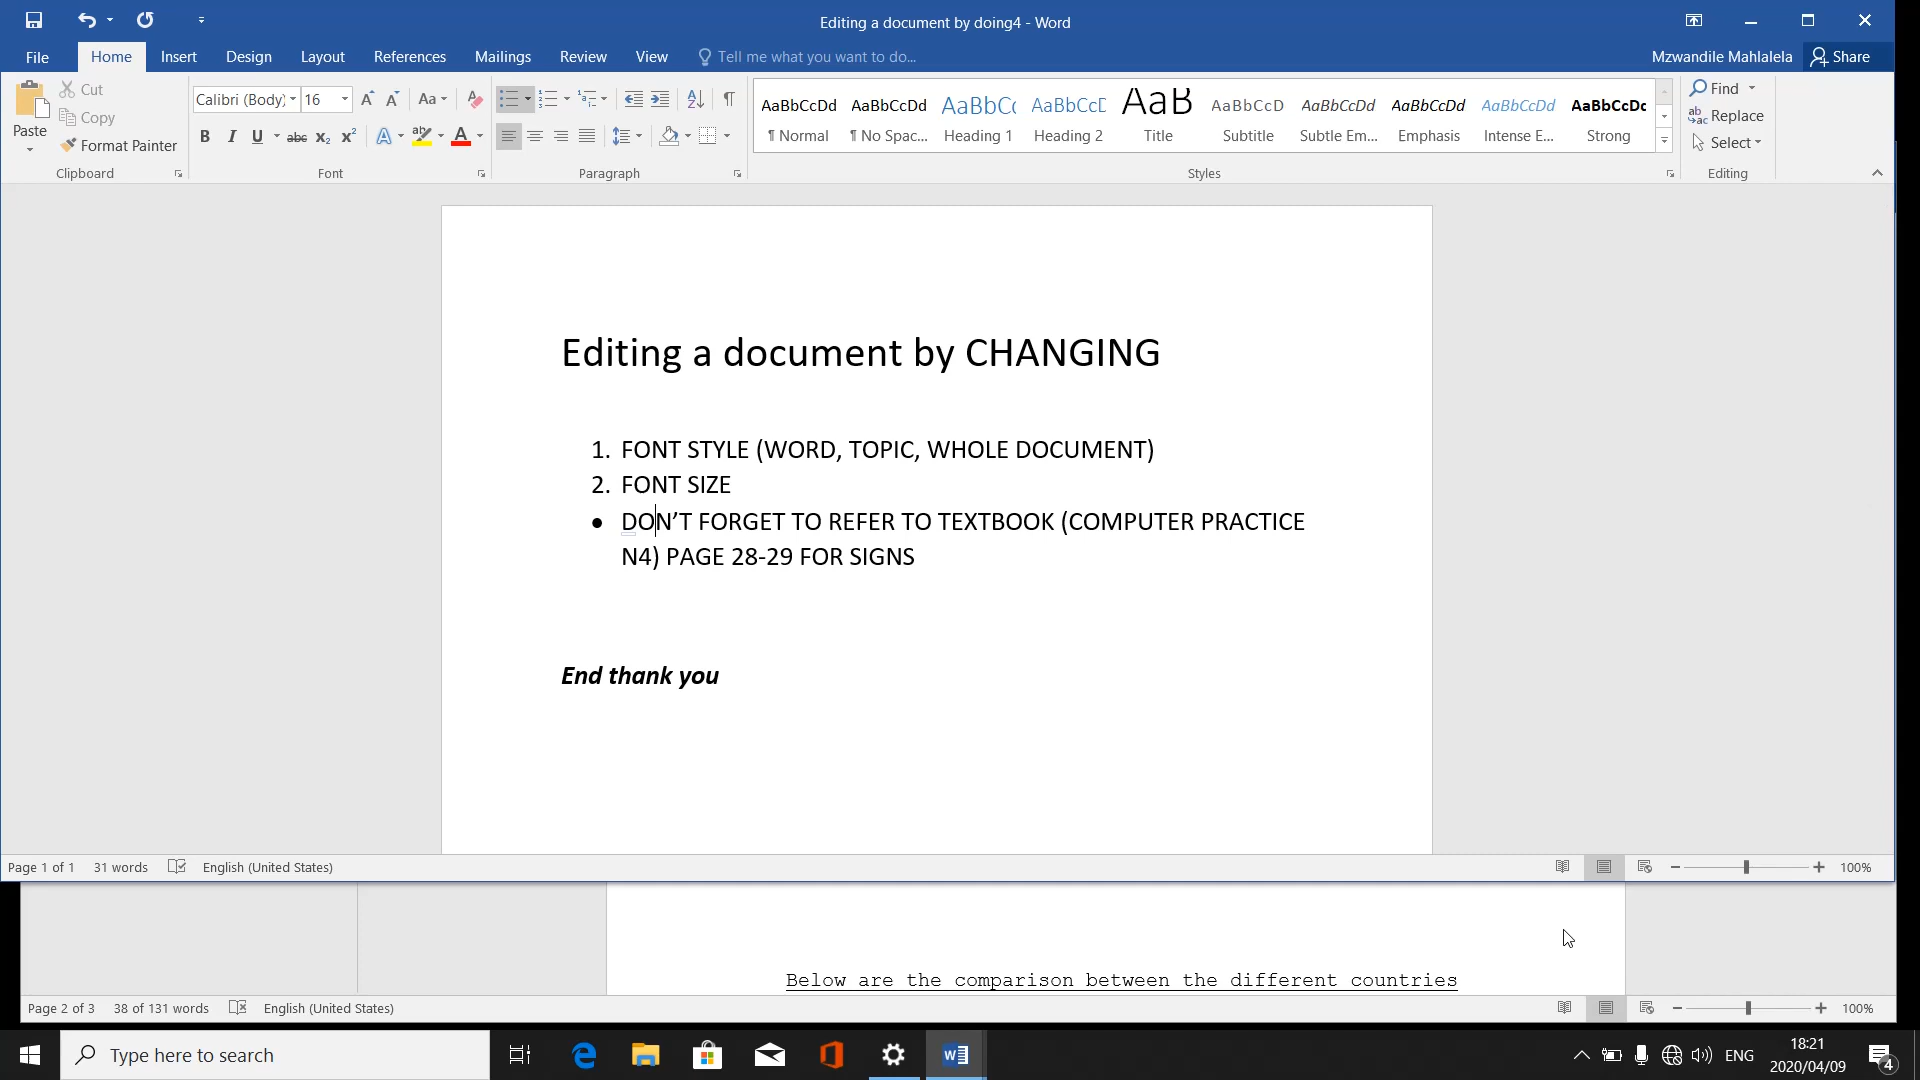 Editing a document by doing4 - Word
File Home Insert Design Layout References Mailings Review View Tell me what you want to do... Mzwandile Mahlalela Share
Paste
Cut
Copy
Format Painter
Clipboard
Calibri (Body) 16 Aa
B I U abc x₂ x² A ab A
Font
Paragraph
AaBbCcDd AaBbCcDd AaBbC AaBbCcE AaB AaBbCcD AaBbCcDd AaBbCcDd AaBbCcDd AaBbCcDc
¶ Normal ¶ No Spac... Heading 1 Heading 2 Title Subtitle Subtle Em... Emphasis Intense E... Strong
Styles
Find
Replace
Select
Editing
Editing a document by CHANGING
1. FONT STYLE (WORD, TOPIC, WHOLE DOCUMENT)
2. FONT SIZE
● DON’T FORGET TO REFER TO TEXTBOOK (COMPUTER PRACTICE
N4) PAGE 28-29 FOR SIGNS
End thank you
Page 1 of 1 31 words English (United States) 100%
Below are the comparison between the different countries
Page 2 of 3 38 of 131 words English (United States) 100%
Type here to search
ENG
18:21
2020/04/09
4